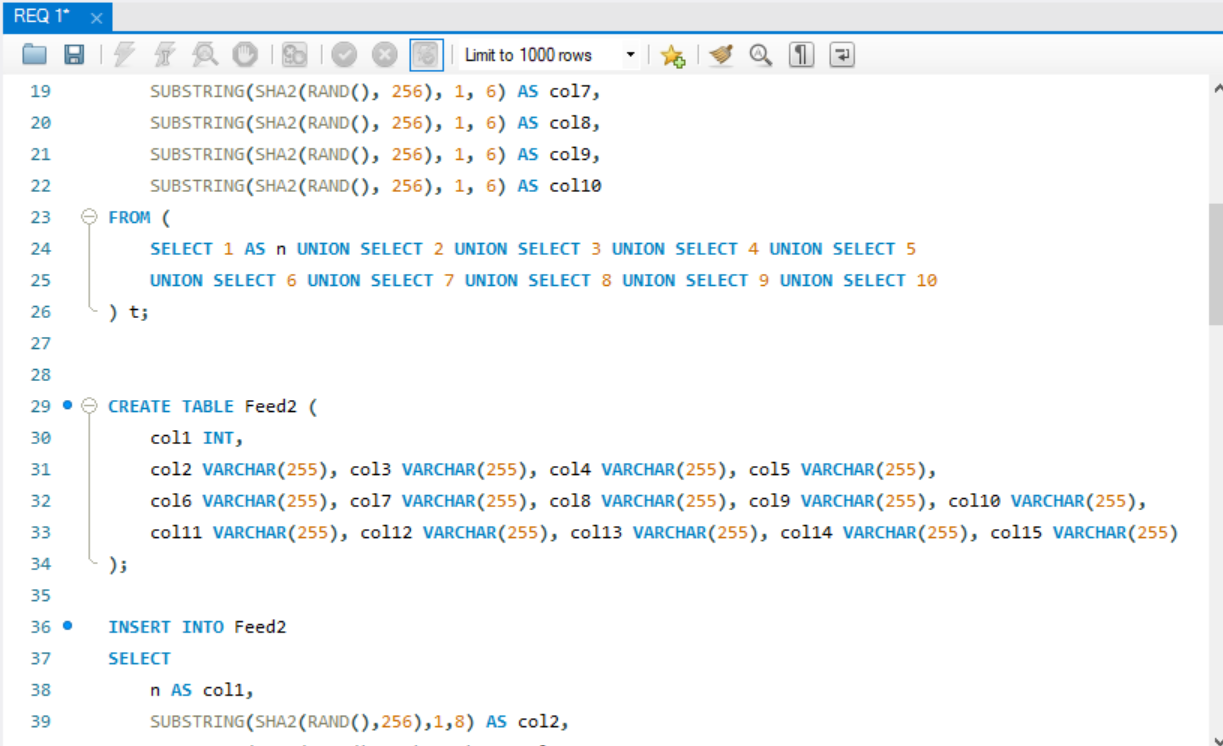 REQ 1*
Limit to 1000 rows
19 SUBSTRING(SHA2(RAND(), 256), 1, 6) AS col7,
20 SUBSTRING(SHA2(RAND(), 256), 1, 6) AS col8,
21 SUBSTRING(SHA2(RAND(), 256), 1, 6) AS col9,
22 SUBSTRING(SHA2(RAND(), 256), 1, 6) AS col10
23 FROM (
24 SELECT 1 AS n UNION SELECT 2 UNION SELECT 3 UNION SELECT 4 UNION SELECT 5
25 UNION SELECT 6 UNION SELECT 7 UNION SELECT 8 UNION SELECT 9 UNION SELECT 10
26 ) t;
27
28
29 CREATE TABLE Feed2 (
30 col1 INT,
31 col2 VARCHAR(255), col3 VARCHAR(255), col4 VARCHAR(255), col5 VARCHAR(255),
32 col6 VARCHAR(255), col7 VARCHAR(255), col8 VARCHAR(255), col9 VARCHAR(255), col10 VARCHAR(255),
33 col11 VARCHAR(255), col12 VARCHAR(255), col13 VARCHAR(255), col14 VARCHAR(255), col15 VARCHAR(255)
34 );
35
36 INSERT INTO Feed2
37 SELECT
38 n AS col1,
39 SUBSTRING(SHA2(RAND(),256),1,8) AS col2,